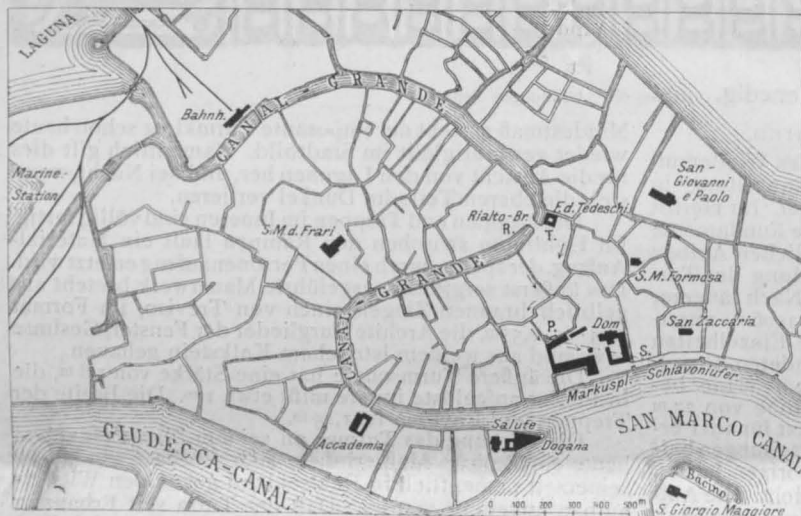 LAGUNA
Bahnh.
CANAL - GRANDE
Marine-
Station
San-
Giovanni
e Paolo
Rialto-Br.
F.d. Tedeschi
R.
T.
S.M.d. Frari
S.M. Formosa
CANAL - GRANDE
P.
Dom
San Zaccaria
S.
Markuspl.
Schiavoniufer
Accademia
Salute
Dogana
SAN MARCO CANAL
GIUDECCA-CANAL
Bacino
S. Giorgio Maggiore
0 100 200 300 400 500m